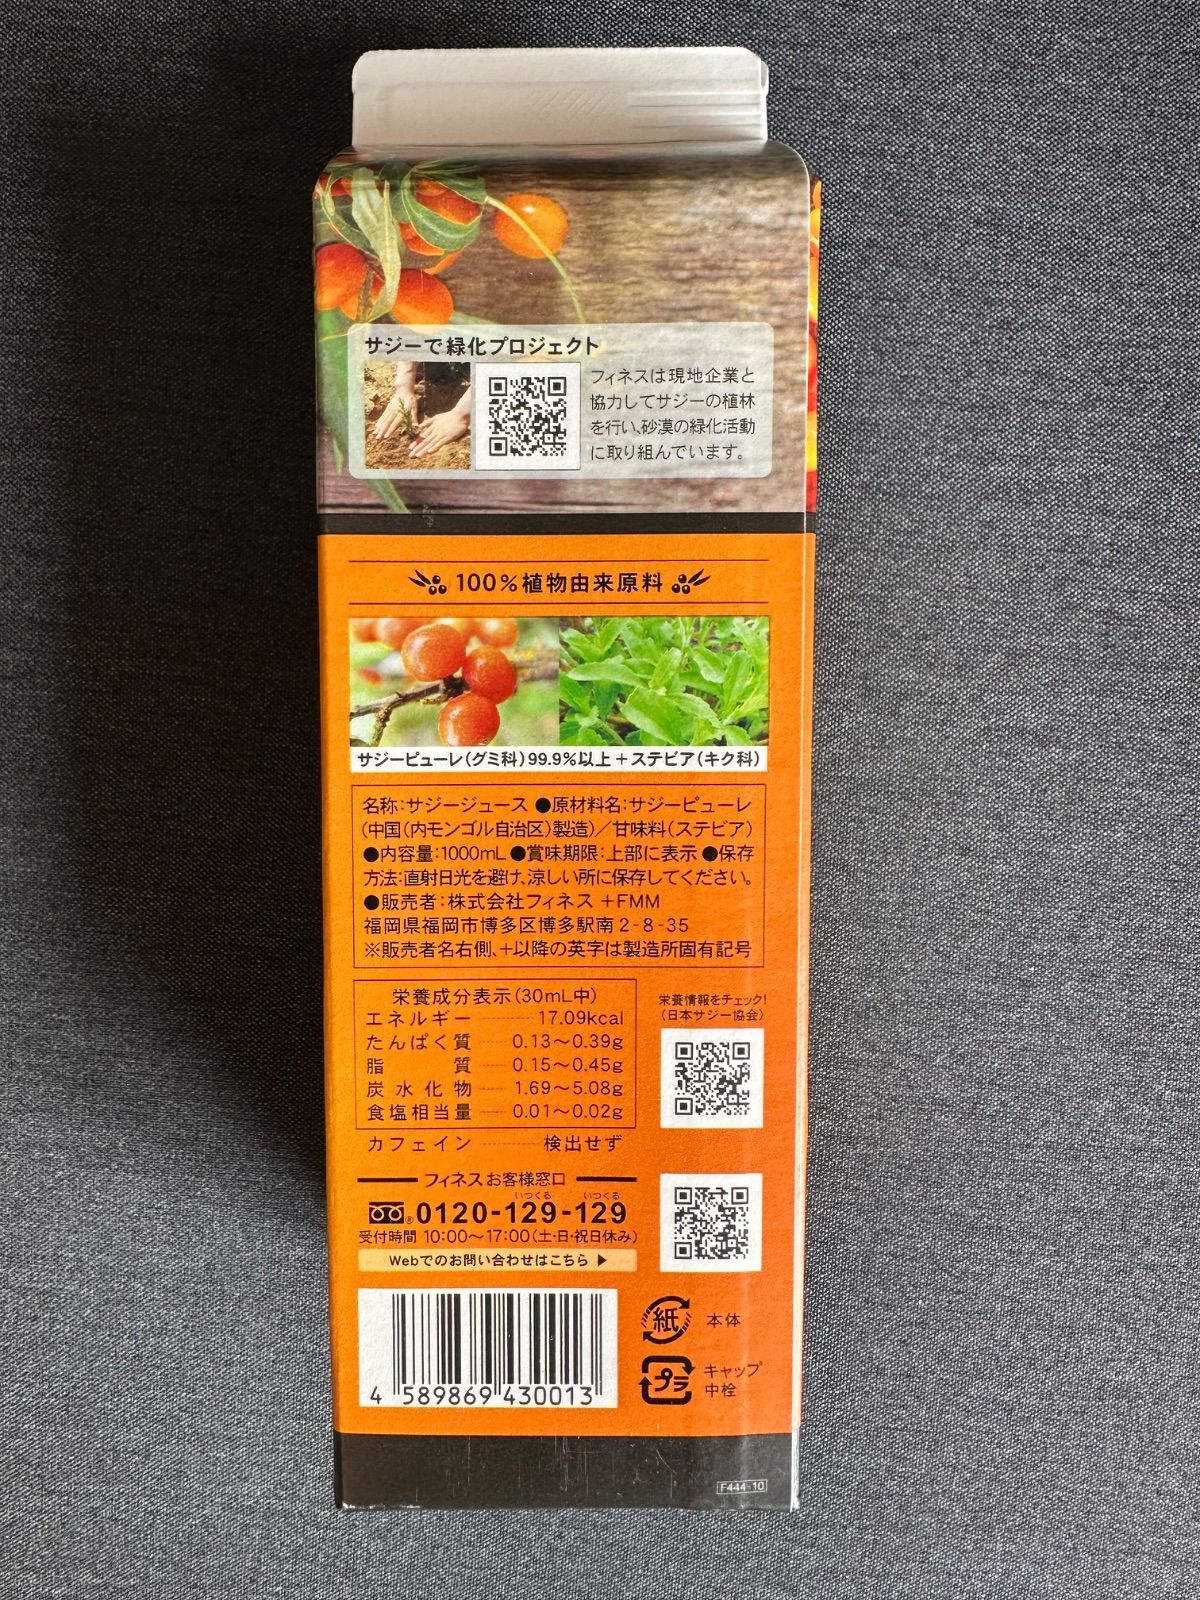 サジーで緑化プロジェクト
フィネスは現地企業と
協力してサジーの植林
を行い、砂漠の緑化活動
に取り組んでいます。
100%植物由来原料
サジーピューレ(グミ科)99.9%以上+ステビア(キク科)
名称:サジージュース ●原材料名:サジーピューレ
(中国(内モンゴル自治区)製造)/甘味料(ステビア)
●内容量:1000mL ●賞味期限:上部に表示 ●保存
方法:直射日光を避け、涼しい所に保存してください。
●販売者:株式会社フィネス +FMM
福岡県福岡市博多区博多駅南2-8-35
※販売者名右側、+以降の英字は製造所固有記号
栄養成分表示(30mL中)
エネルギー 17.09kcal
たんぱく質 0.13〜0.39g
脂質 0.15〜0.45g
炭水化物 1.69〜5.08g
食塩相当量 0.01〜0.02g
カフェイン 検出せず
栄養情報をチェック!
(日本サジー協会)
フィネスお客様窓口
いつくる いつくる
®0120-129-129
受付時間 10:00〜17:00(土・日・祝日休み)
Webでのお問い合わせはこちら ▶
4 589869 430013
紙 本体
プラ キャップ
中栓
F444-10